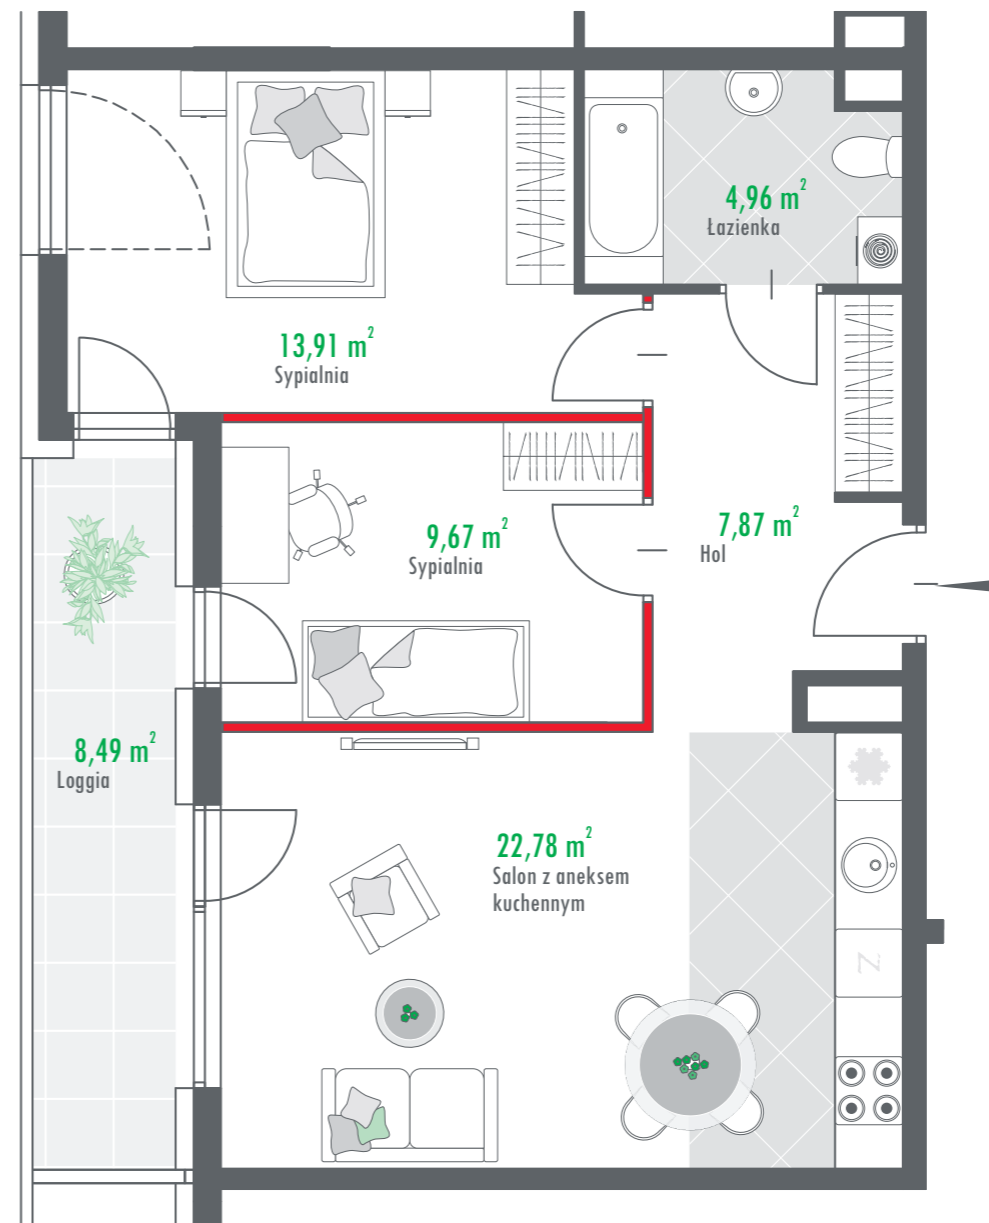 4,96 m²
Łazienka
13,91 m²
Sypialnia
7,87 m²
Hol
9,67 m²
Sypialnia
8,49 m²
Loggia
22,78 m²
Salon z aneksem
kuchennym
Z